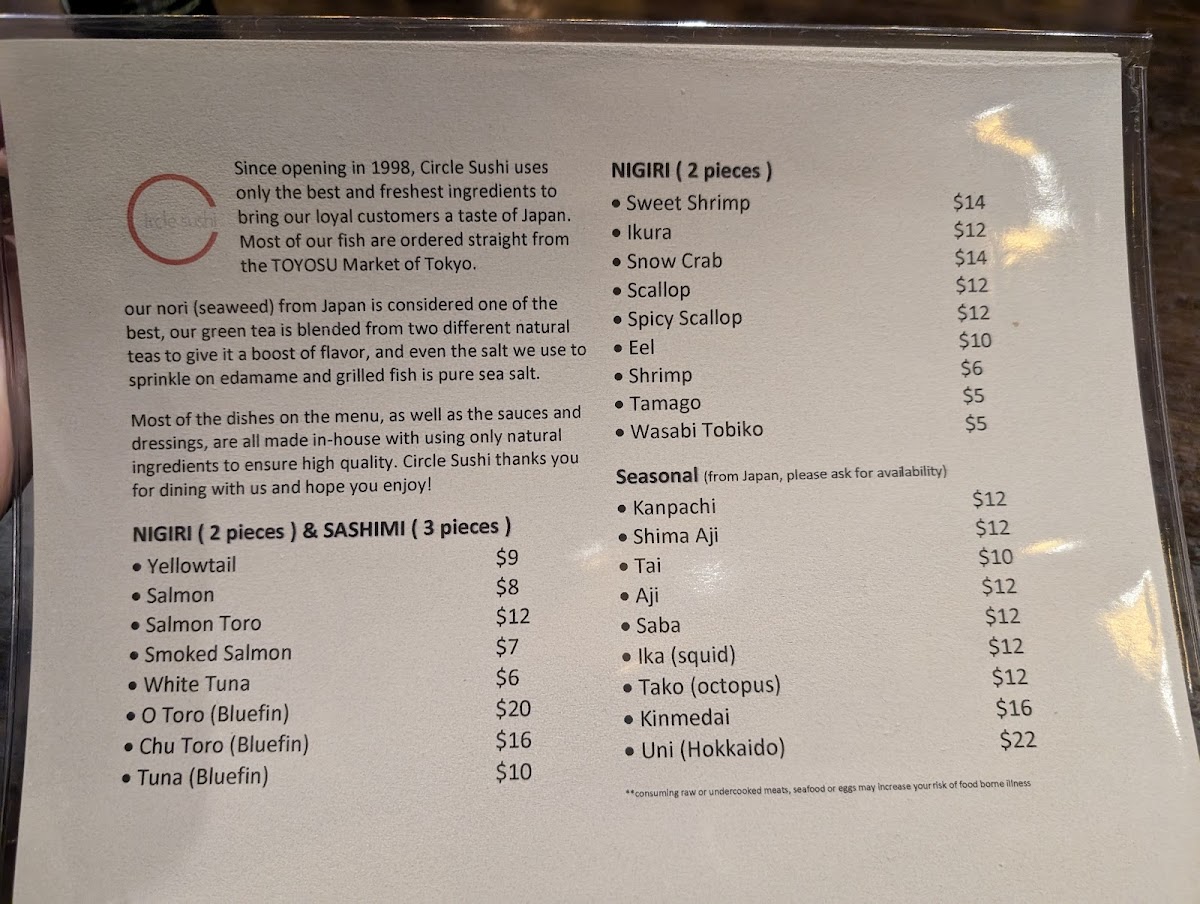 Circle sushi
Since opening in 1998, Circle Sushi uses
only the best and freshest ingredients to
bring our loyal customers a taste of Japan.
Most of our fish are ordered straight from
the TOYOSU Market of Tokyo.
our nori (seaweed) from Japan is considered one of the
best, our green tea is blended from two different natural
teas to give it a boost of flavor, and even the salt we use to
sprinkle on edamame and grilled fish is pure sea salt.
Most of the dishes on the menu, as well as the sauces and
dressings, are all made in-house with using only natural
ingredients to ensure high quality. Circle Sushi thanks you
for dining with us and hope you enjoy!
NIGIRI ( 2 pieces ) & SASHIMI ( 3 pieces )
• Yellowtail $9
• Salmon $8
• Salmon Toro $12
• Smoked Salmon $7
• White Tuna $6
• O Toro (Bluefin) $20
• Chu Toro (Bluefin) $16
• Tuna (Bluefin) $10
NIGIRI ( 2 pieces )
• Sweet Shrimp $14
• Ikura $12
• Snow Crab $14
• Scallop $12
• Spicy Scallop $12
• Eel $10
• Shrimp $6
• Tamago $5
• Wasabi Tobiko $5
Seasonal (from Japan, please ask for availability)
• Kanpachi $12
• Shima Aji $12
• Tai $10
• Aji $12
• Saba $12
• Ika (squid) $12
• Tako (octopus) $12
• Kinmedai $16
• Uni (Hokkaido) $22
**consuming raw or undercooked meats, seafood or eggs may increase your risk of food borne illness